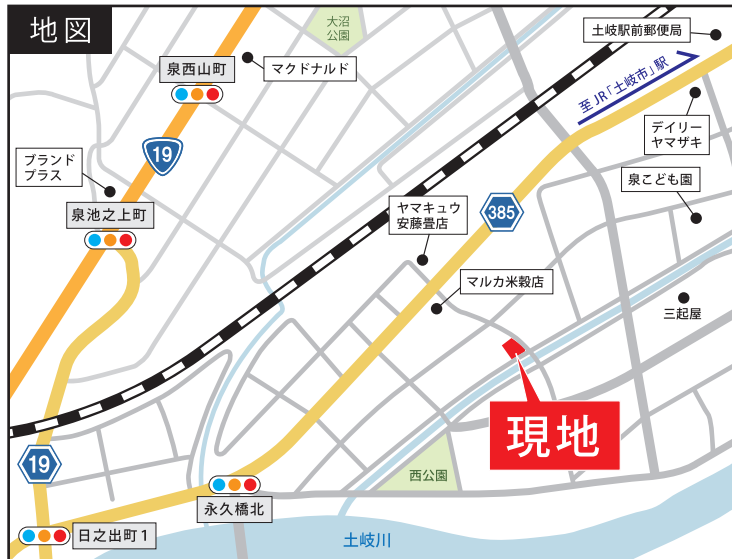 地図
大沼
公園
土岐駅前郵便局
泉西山町
マクドナルド
至JR「土岐市」駅
19
デイリー
ヤマザキ
ブランド
プラス
泉こども園
泉池之上町
ヤマキュウ
安藤畳店
385
マルカ米穀店
三起屋
現地
19
西公園
永久橋北
日之出町1
土岐川